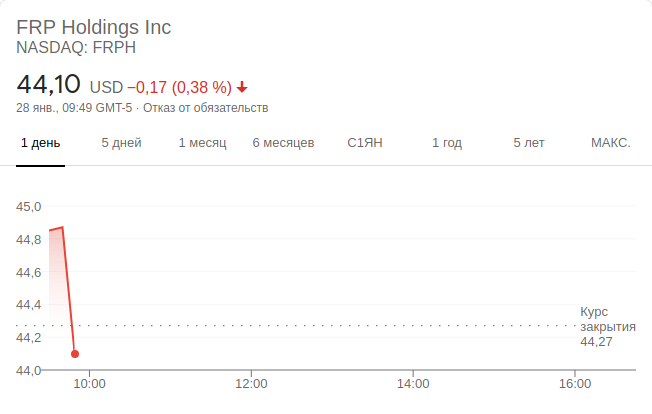 FRP Holdings Inc
NASDAQ: FRPH
44,10 USD −0,17 (0,38 %)
28 янв., 09:49 GMT-5 · Отказ от обязательств
1 день 5 дней 1 месяц 6 месяцев С1ЯН 1 год 5 лет МАКС.
45,0
44,8
44,6
44,4
44,2
44,0
Курс
закрытия
44,27
10:00 12:00 14:00 16:00